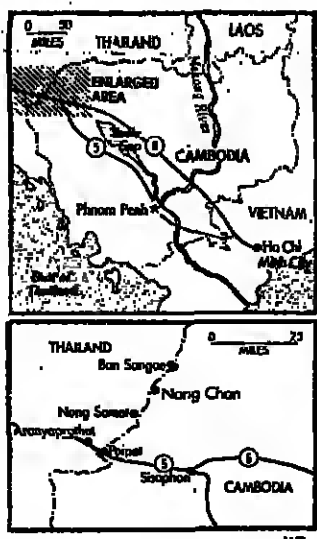 0 50
MILES
THAILAND
LAOS
ENLARGED
AREA
Mekong River
5
6
CAMBODIA
Phnom Penh
VIETNAM
Ho Chi
Minh City
Gulf of
Thailand
0 25
MILES
THAILAND
Ban Sangae
Nong Chan
Nong Samet
Aranyaprathet
Poipet
5
6
Sisophon
CAMBODIA